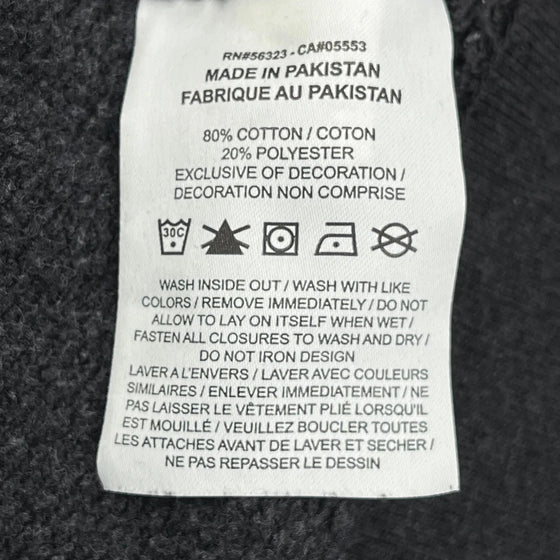 RN#56323 - CA#05553
MADE IN PAKISTAN
FABRIQUE AU PAKISTAN
80% COTTON / COTON
20% POLYESTER
EXCLUSIVE OF DECORATION /
DECORATION NON COMPRISE
30C
WASH INSIDE OUT / WASH WITH LIKE
COLORS / REMOVE IMMEDIATELY / DO NOT
ALLOW TO LAY ON ITSELF WHEN WET /
FASTEN ALL CLOSURES TO WASH AND DRY /
DO NOT IRON DESIGN
LAVER A L'ENVERS / LAVER AVEC COULEURS
SIMILAIRES / ENLEVER IMMEDIATEMENT / NE
PAS LAISSER LE VÊTEMENT PLIÉ LORSQU'IL
EST MOUILLÉ / VEUILLEZ BOUCLER TOUTES
LES ATTACHES AVANT DE LAVER ET SECHER /
NE PAS REPASSER LE DESSIN